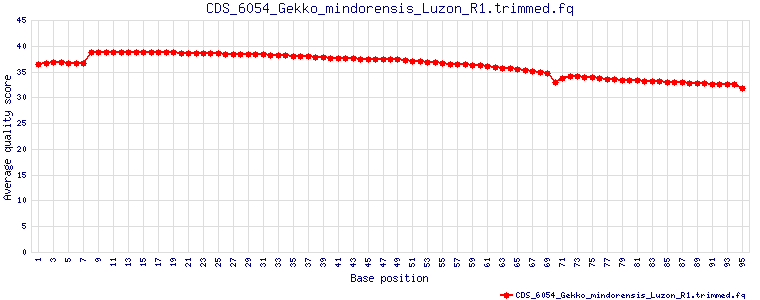 CDS_6054_Gekko_mindorensis_Luzon_R1.trimmed.fq
Average quality score
45
40
35
30
25
20
15
10
5
0
1 3 5 7 9 11 13 15 17 19 21 23 25 27 29 31 33 35 37 39 41 43 45 47 49 51 53 55 57 59 61 63 65 67 69 71 73 75 77 79 81 83 85 87 89 91 93 95
Base position
CDS_6054_Gekko_mindorensis_Luzon_R1.trimmed.fq